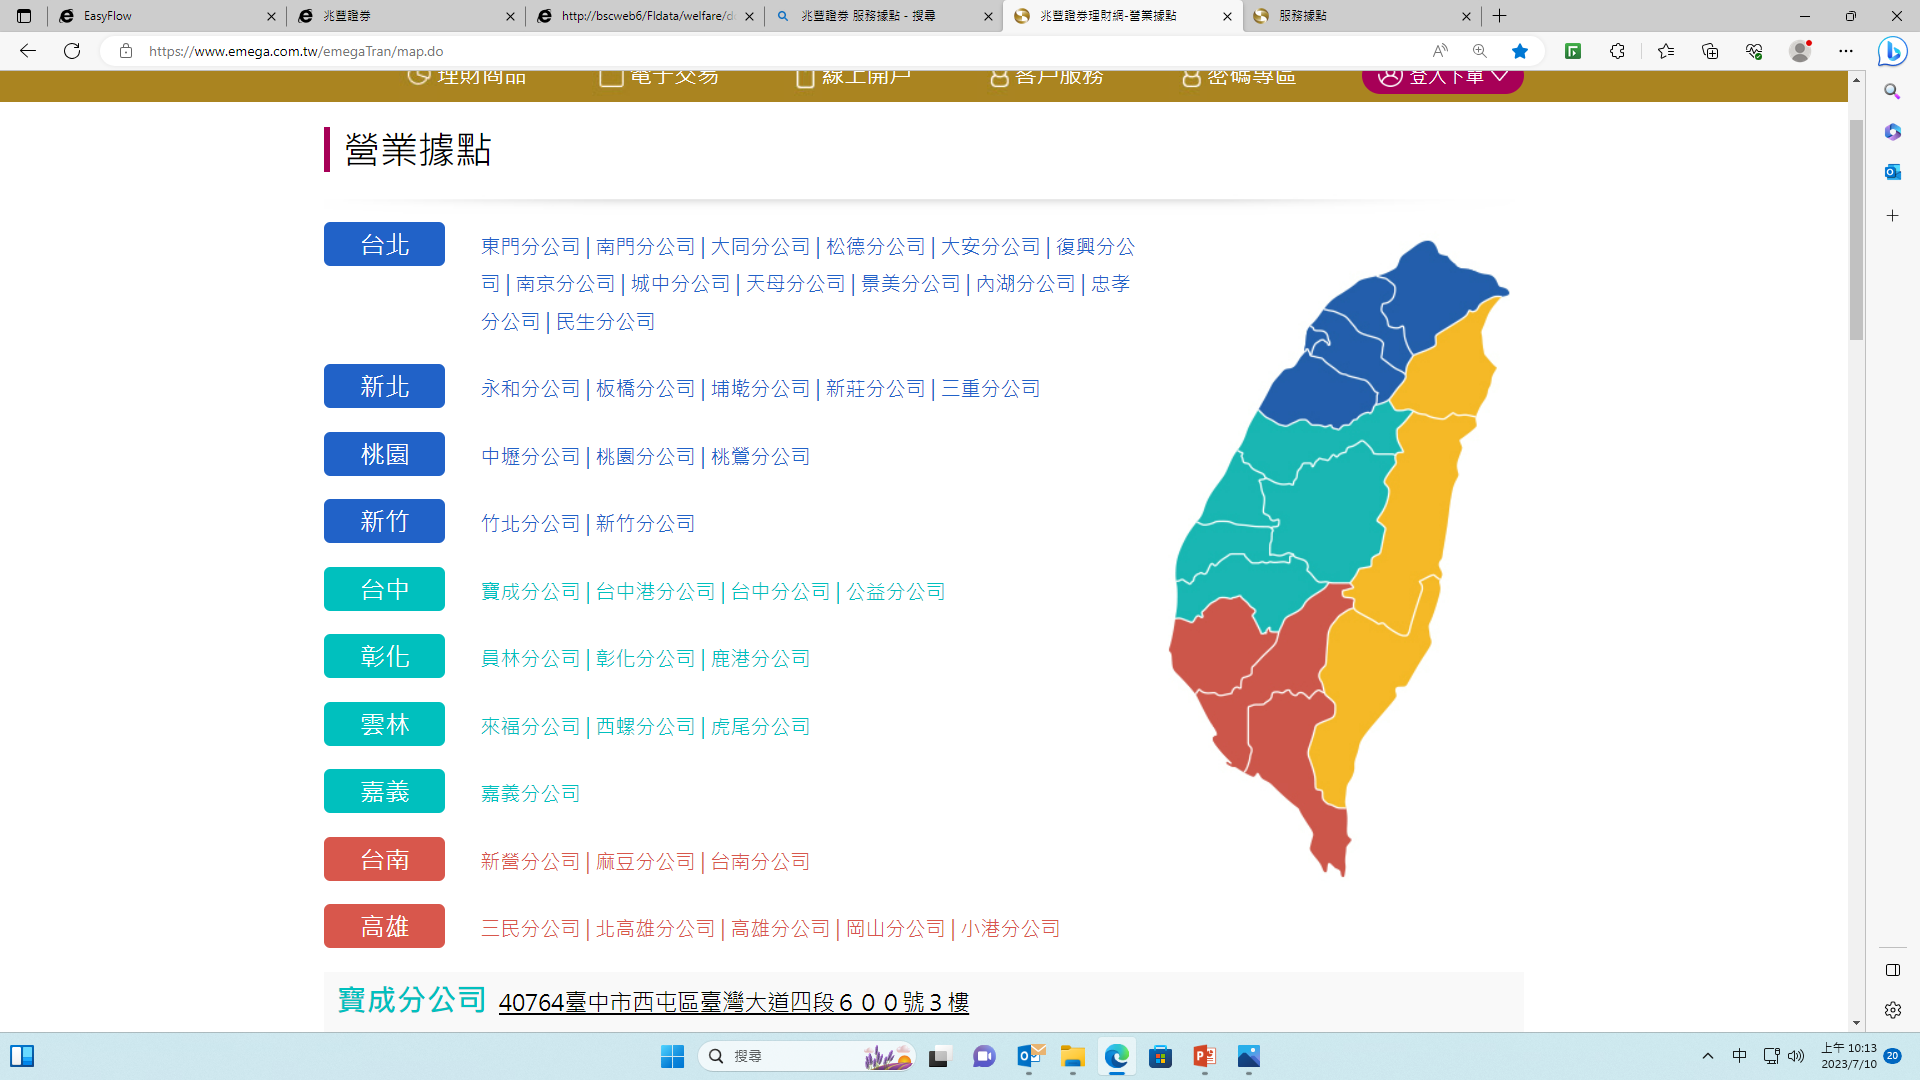 EasyFlow
兆豐證券
http://bscweb6/FIdata/welfare/d
兆豐證券 服務據點 - 搜尋
兆豐證券理財網-營業據點
服務據點
https://www.emega.com.tw/emegaTran/map.do
理財商品
電子交易
線上開戶
客戶服務
密碼專區
登入下單
營業據點
台北
東門分公司 | 南門分公司 | 大同分公司 | 松德分公司 | 大安分公司 | 復興分公
司 | 南京分公司 | 城中分公司 | 天母分公司 | 景美分公司 | 內湖分公司 | 忠孝
分公司 | 民生分公司
新北
永和分公司 | 板橋分公司 | 埔墘分公司 | 新莊分公司 | 三重分公司
桃園
中壢分公司 | 桃園分公司 | 桃鶯分公司
新竹
竹北分公司 | 新竹分公司
台中
寶成分公司 | 台中港分公司 | 台中分公司 | 公益分公司
彰化
員林分公司 | 彰化分公司 | 鹿港分公司
雲林
來福分公司 | 西螺分公司 | 虎尾分公司
嘉義
嘉義分公司
台南
新營分公司 | 麻豆分公司 | 台南分公司
高雄
三民分公司 | 北高雄分公司 | 高雄分公司 | 岡山分公司 | 小港分公司
寶成分公司 40764臺中市西屯區臺灣大道四段６００號３樓
搜尋
中
上午 10:13
2023/7/10
20